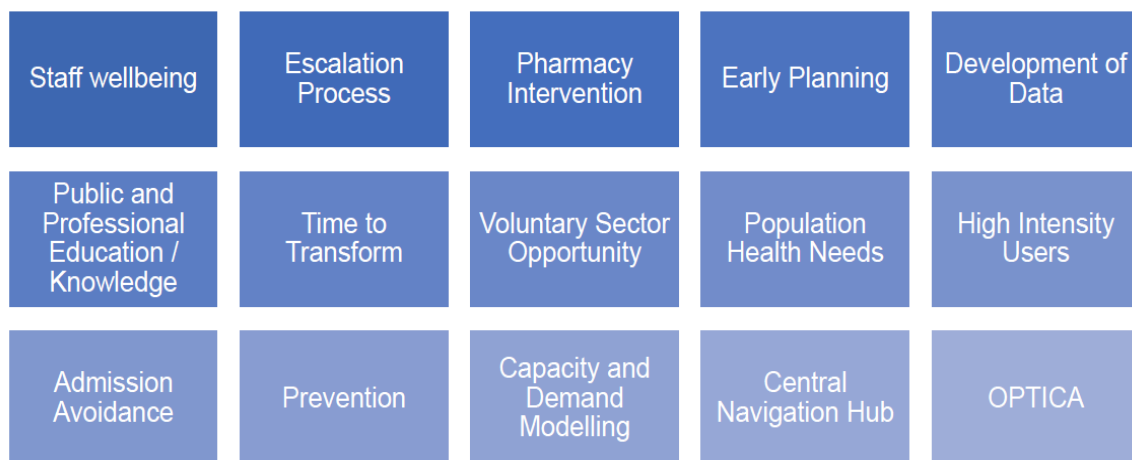 Staff wellbeing
Escalation
Process
Pharmacy
Intervention
Early Planning
Development of
Data
Public and
Professional
Education /
Knowledge
Time to
Transform
Voluntary Sector
Opportunity
Population
Health Needs
High Intensity
Users
Admission
Avoidance
Prevention
Capacity and
Demand
Modelling
Central
Navigation Hub
OPTICA